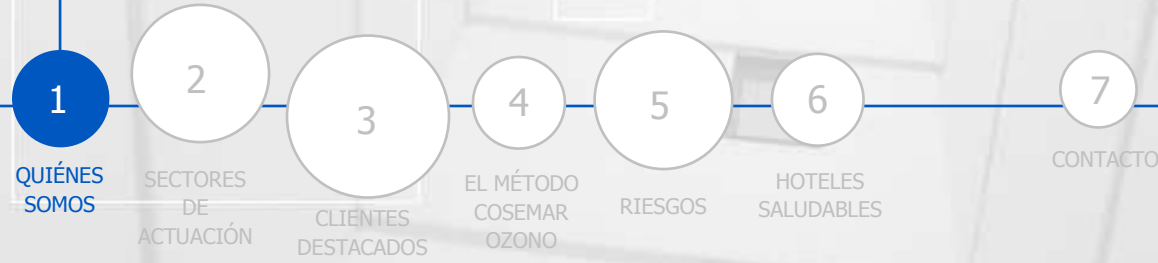 1
QUIÉNES
SOMOS
2
SECTORES
DE
ACTUACIÓN
3
CLIENTES
DESTACADOS
4
EL MÉTODO
COSEMAR
OZONO
5
RIESGOS
6
HOTELES
SALUDABLES
7
CONTACTO